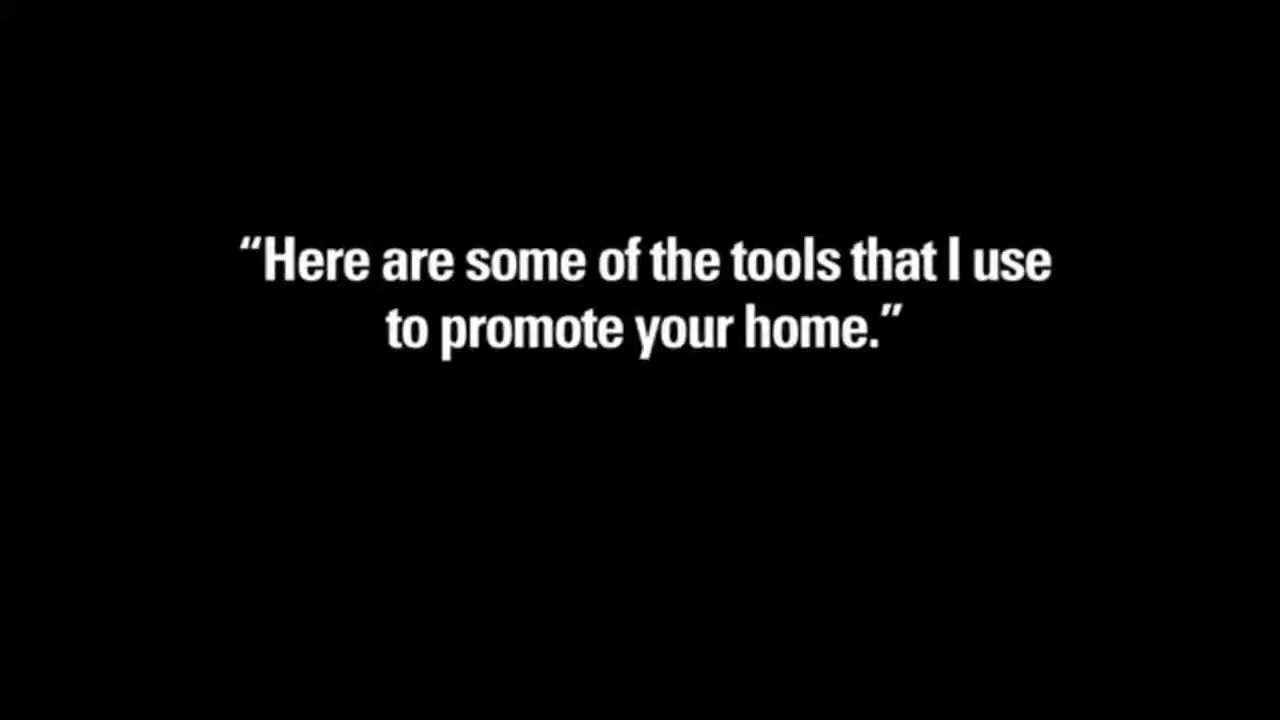 “Here are some of the tools that I use
to promote your home.”